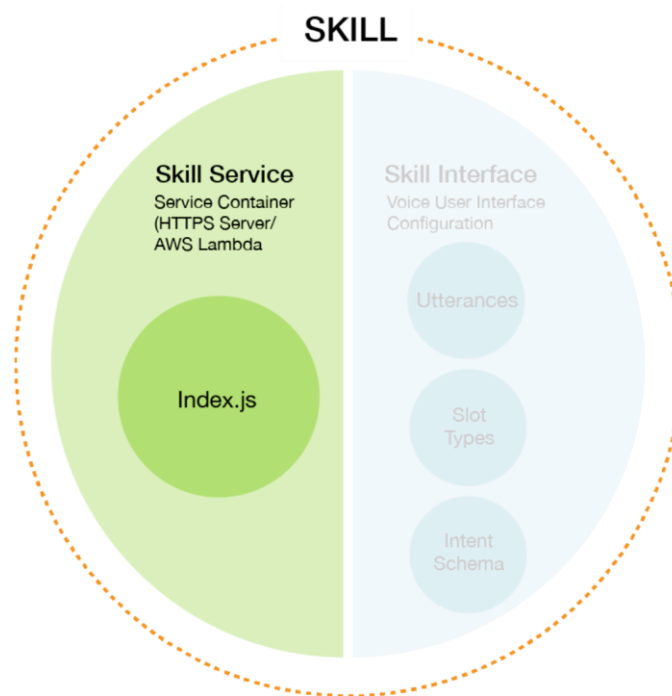 SKILL
Skill Service
Service Container
(HTTPS Server/
AWS Lambda
Index.js
Skill Interface
Voice User Interface
Configuration
Utterances
Slot
Types
Intent
Schema